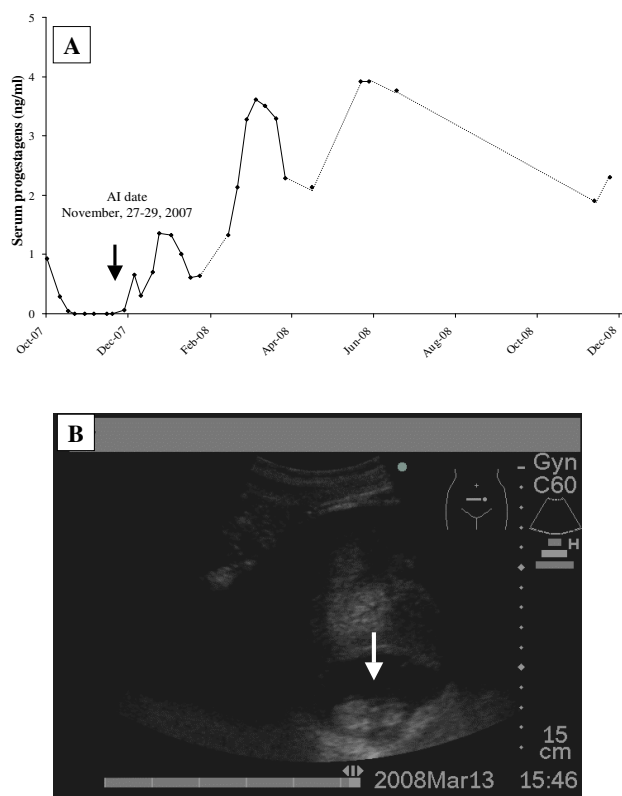 A
Serum progestagens (ng/ml)
5
4
3
2
1
0
AI date
November, 27-29, 2007
Oct-07
Dec-07
Feb-08
Apr-08
Jun-08
Aug-08
Oct-08
Dec-08
B
Gyn
C60
H
15
cm
2008Mar13 15:46